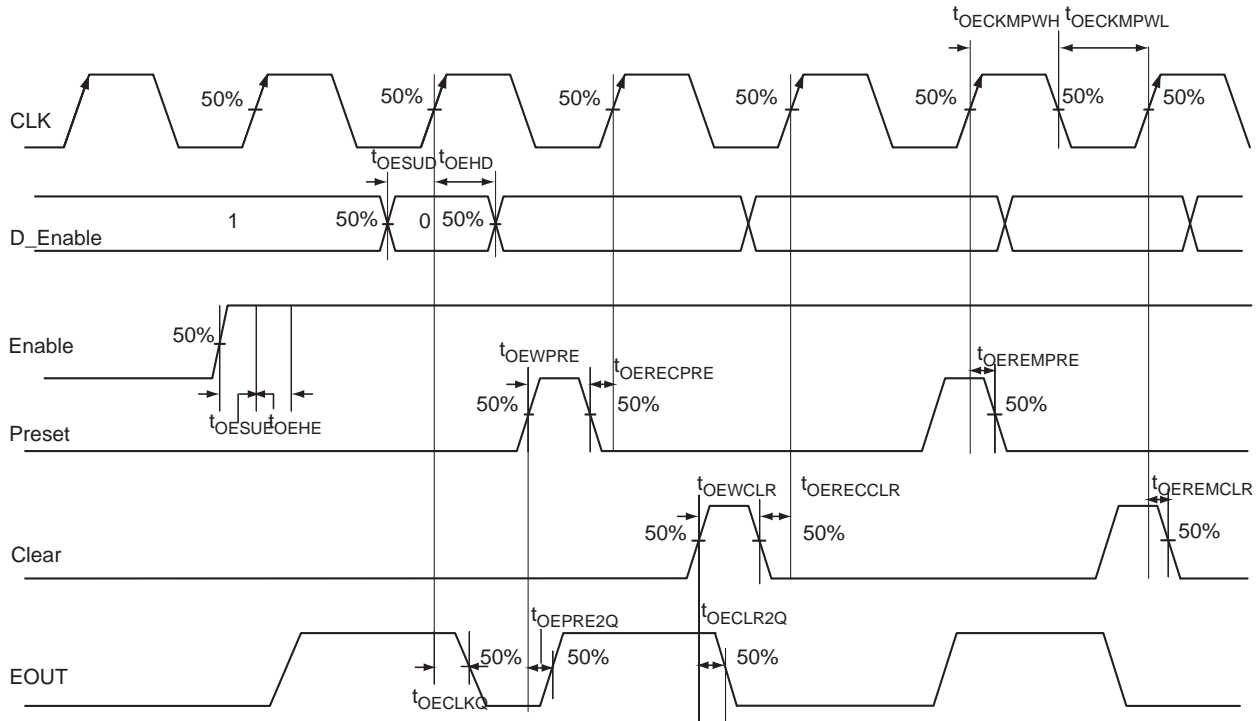 tOECKMPWH tOECKMPWL
50% 50% 50% 50% 50% 50% 50%
CLK
tOESUD tOEHD
1 50% 0 50%
D_Enable
50%
Enable
tOEWPRE tOERECPRE tOEREMPRE
50% 50% 50%
tOESUE tOEHE
Preset
tOEWCLR tOERECCLR tOEREMCLR
50% 50% 50%
Clear
tOEPRE2Q tOECLR2Q
50% 50% 50%
EOUT
tOECLKQ